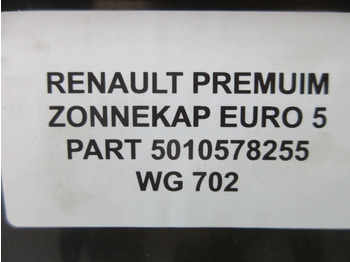 RENAULT PREMUIM
ZONNEKAP EURO 5
PART 5010578255
WG 702